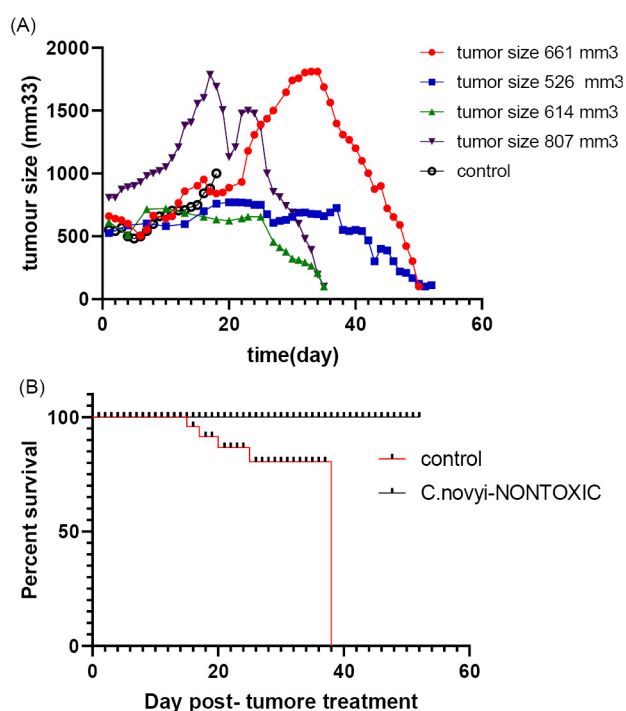 (A)
2000
1500
1000
500
0
tumour size (mm33)
0 20 40 60
time(day)
tumor size 661 mm3
tumor size 526 mm3
tumor size 614 mm3
tumor size 807 mm3
control
(B)
100
50
0
Percent survival
0 20 40 60
Day post- tumore treatment
control
C.novyi-NONTOXIC